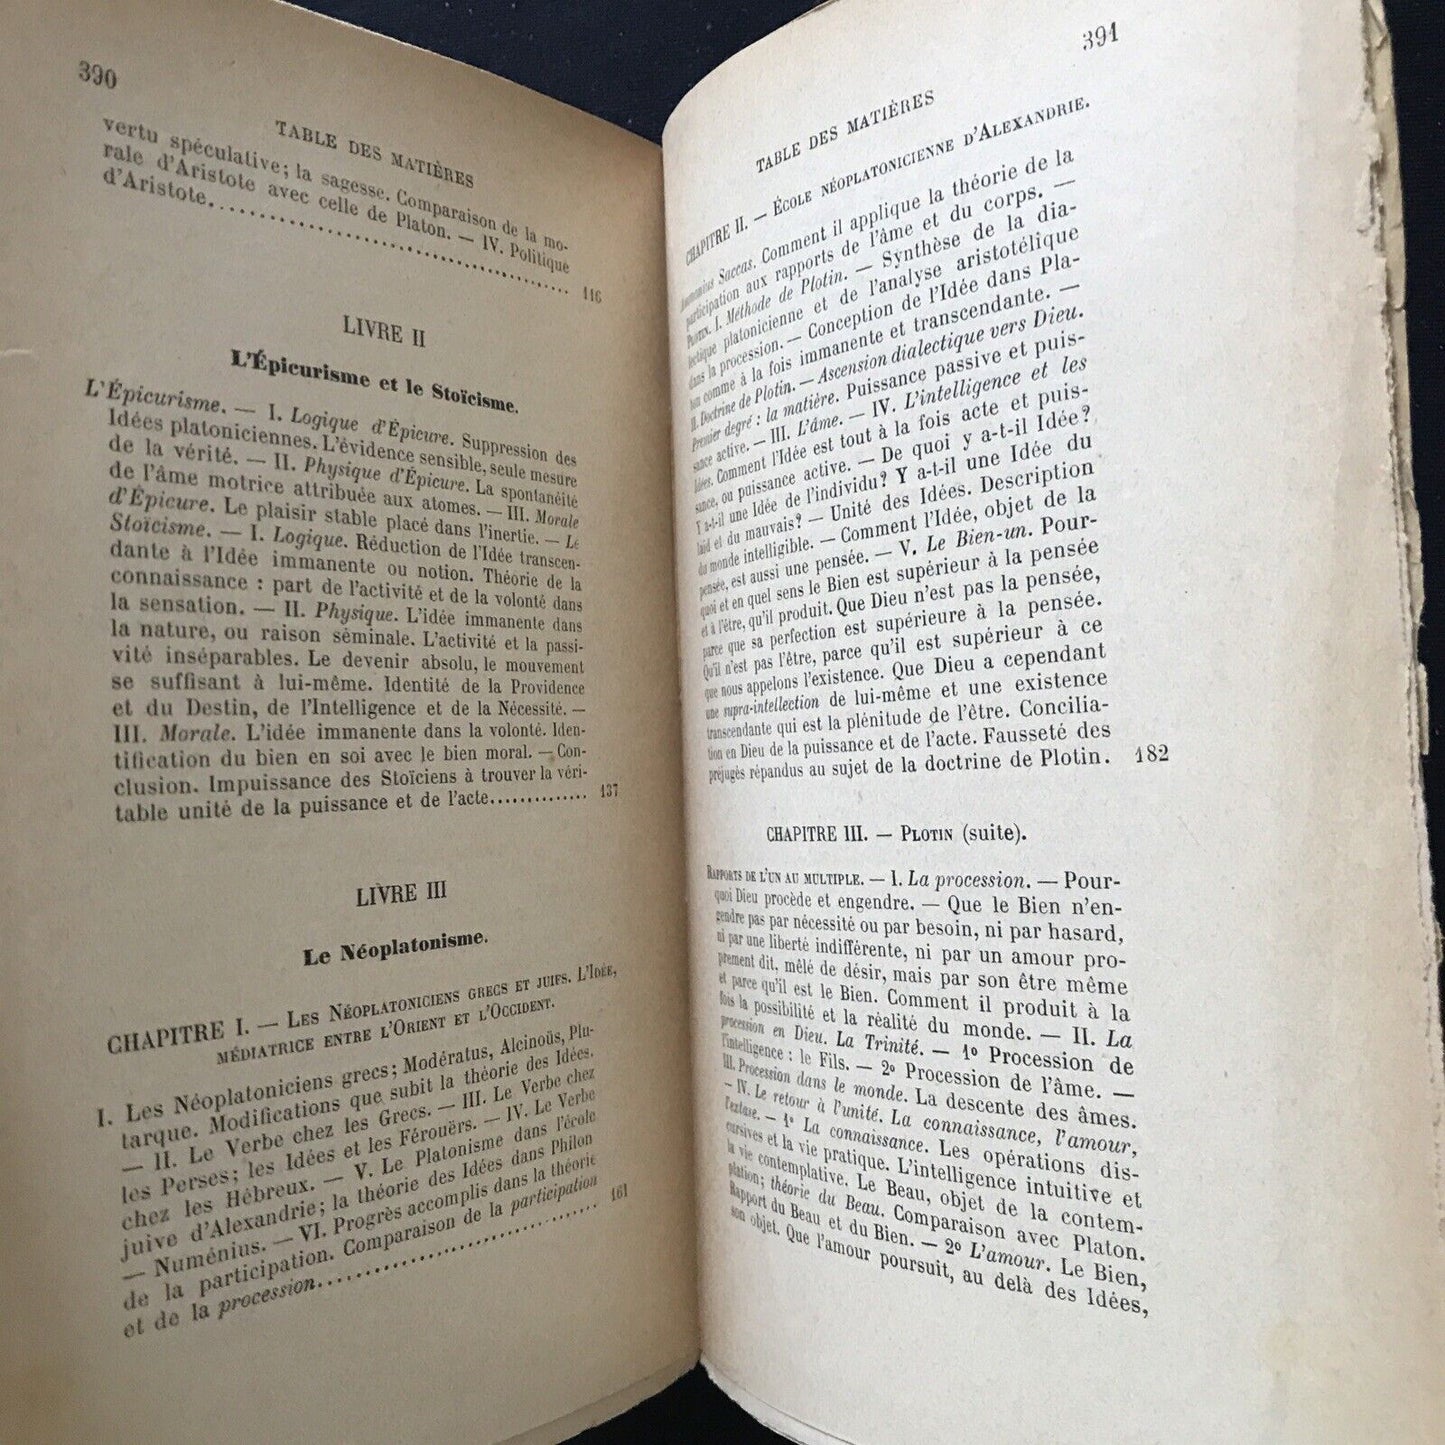 390
TABLE DES MATIÈRES
vertu spéculative; la sagesse. Comparaison de la mo-
rale d'Aristote avec celle de Platon. — IV. Politique
d'Aristote. 116
LIVRE II
L'Épicurisme et le Stoïcisme.
L'Épicurisme. — I. Logique d'Épicure. Suppression des
Idées platoniciennes. L'évidence sensible, seule mesure
de la vérité. — II. Physique d'Épicure. La spontanéité
de l'âme motrice attribuée aux atomes. — III. Morale
d'Épicure. Le plaisir stable placé dans l'inertie. — Le
Stoïcisme. — I. Logique. Réduction de l'Idée transcen-
dante à l'Idée immanente ou notion. Théorie de la
connaissance : part de l'activité et de la volonté dans
la sensation. — II. Physique. L'idée immanente dans
la nature, ou raison séminale. L'activité et la passi-
vité inséparables. Le devenir absolu, le mouvement
se suffisant à lui-même. Identité de la Providence
et du Destin, de l'Intelligence et de la Nécessité. —
III. Morale. L'idée immanente dans la volonté. Iden-
tification du bien en soi avec le bien moral. — Con-
clusion. Impuissance des Stoïciens à trouver la véri-
table unité de la puissance et de l'acte. 137
LIVRE III
Le Néoplatonisme.
CHAPITRE I. — LES NÉOPLATONICIENS GRECS ET JUIFS. L'IDÉE,
MÉDIATRICE ENTRE L'ORIENT ET L'OCCIDENT.
I. Les Néoplatoniciens grecs; Modératus, Alcinoüs, Plu-
tarque. Modifications que subit la théorie des Idées.
— II. Le Verbe chez les Grecs. — III. Le Verbe chez
les Perses; les Idées et les Férouërs. — IV. Le Verbe
chez les Hébreux. — V. Le Platonisme dans l'école
juive d'Alexandrie; la théorie des Idées dans Philon
— Numénius. — VI. Progrès accomplis dans la théorie
de la participation. Comparaison de la participation
et de la procession. 161
391
TABLE DES MATIÈRES
CHAPITRE II. — ÉCOLE NÉOPLATONICIENNE D'ALEXANDRIE.
Ammonius Saccas. Comment il applique la théorie de la
participation aux rapports de l'âme et du corps. —
PLOTIN. I. Méthode de Plotin. — Synthèse de la dia-
lectique platonicienne et de l'analyse aristotélique
dans la procession. — Conception de l'Idée dans Pla-
ton comme à la fois immanente et transcendante. —
II. Doctrine de Plotin. — Ascension dialectique vers Dieu.
Premier degré : la matière. Puissance passive et puis-
sance active. — III. L'âme. — IV. L'intelligence et les
Idées. Comment l'Idée est tout à la fois acte et puis-
sance, ou puissance active. — De quoi y a-t-il Idée?
Y a-t-il une Idée de l'individu? Y a-t-il une Idée du
laid et du mauvais? — Unité des Idées. Description
du monde intelligible. — Comment l'Idée, objet de la
pensée, est aussi une pensée. — V. Le Bien-un. Pour-
quoi et en quel sens le Bien est supérieur à la pensée
et à l'être, qu'il produit. Que Dieu n'est pas la pensée,
parce que sa perfection est supérieure à la pensée.
Qu'il n'est pas l'être, parce qu'il est supérieur à ce
que nous appelons l'existence. Que Dieu a cependant
une supra-intellection de lui-même et une existence
transcendante qui est la plénitude de l'être. Concilia-
tion en Dieu de la puissance et de l'acte. Fausseté des
préjugés répandus au sujet de la doctrine de Plotin. 182
CHAPITRE III. — PLOTIN (suite).
RAPPORTS DE L'UN AU MULTIPLE. — I. La procession. — Pour-
quoi Dieu procède et engendre. — Que le Bien n'en-
gendre pas par nécessité ou par besoin, ni par hasard,
ni par une liberté indifférente, ni par un amour pro-
prement dit, mêlé de désir, mais par son être même
et parce qu'il est le Bien. Comment il produit à la
fois la possibilité et la réalité du monde. — II. La
procession en Dieu. La Trinité. — 1º Procession de
l'intelligence : le Fils. — 2º Procession de l'âme. —
III. Procession dans le monde. La descente des âmes.
— IV. Le retour à l'unité. La connaissance, l'amour,
l'extase. — 1º La connaissance. Les opérations dis-
cursives et la vie pratique. L'intelligence intuitive et
la vie contemplative. Le Beau, objet de la contem-
plation; théorie du Beau. Comparaison avec Platon.
Rapport du Beau et du Bien. — 2º L'amour. Le Bien,
son objet. Que l'amour poursuit, au delà des Idées,